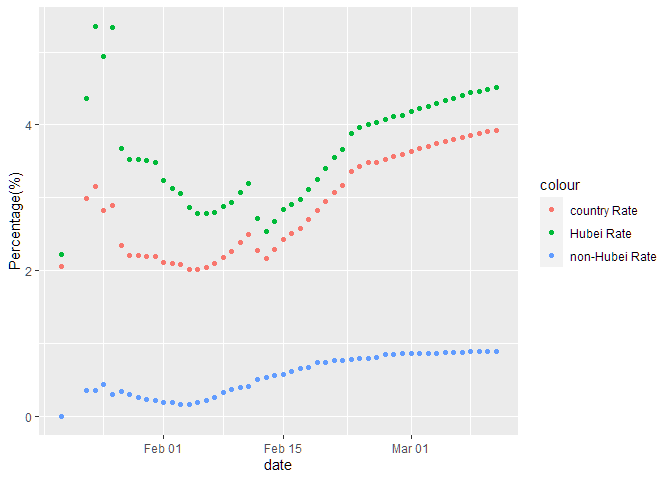 Percentage(%)
4
2
0
Feb 01
Feb 15
Mar 01
date
colour
country Rate
Hubei Rate
non-Hubei Rate